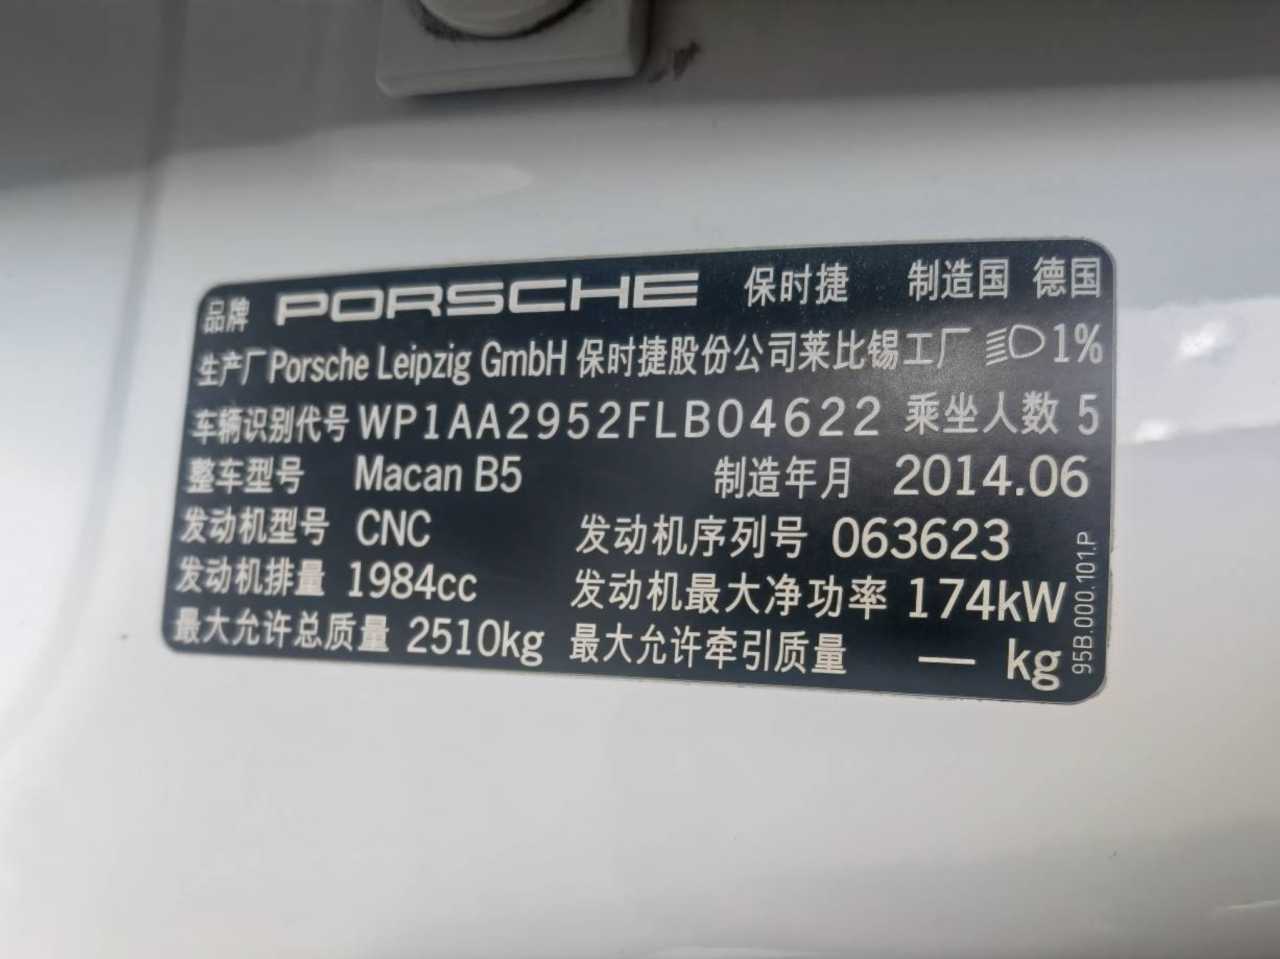 品牌 PORSCHE 保时捷 制造国 德国
生产厂 Porsche Leipzig GmbH 保时捷股份公司莱比锡工厂 1%
车辆识别代号 WP1AA2952FLB04622 乘坐人数 5
整车型号 Macan B5 制造年月 2014.06
发动机型号 CNC 发动机序列号 063623
发动机排量 1984cc 发动机最大净功率 174kW
最大允许总质量 2510kg 最大允许牵引质量 — kg
95B.000.101.P